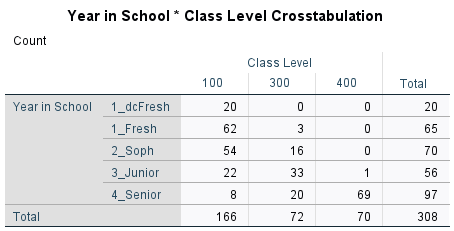 Year in School * Class Level Crosstabulation
Count
Class Level
100 300 400 Total
Year in School 1_dcFresh 20 0 0 20
1_Fresh 62 3 0 65
2_Soph 54 16 0 70
3_Junior 22 33 1 56
4_Senior 8 20 69 97
Total 166 72 70 308